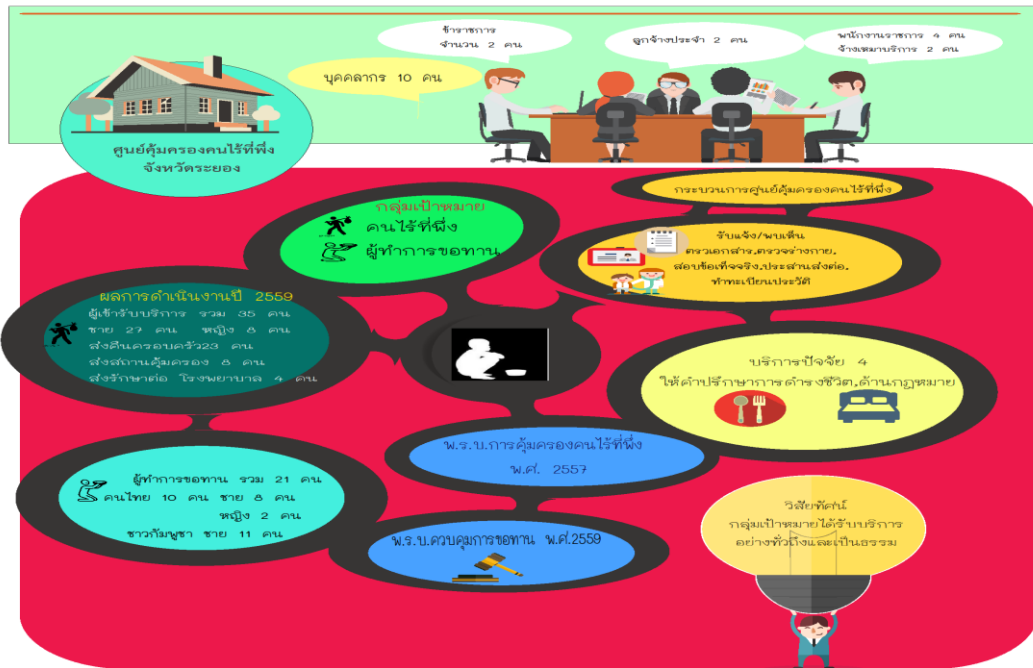 ข้าราชการ
จำนวน 2 คน
ลูกจ้างประจำ 2 คน
พนักงานราชการ 4 คน
จ้างเหมาบริการ 2 คน
บุคคลากร 10 คน
ศูนย์คุ้มครองคนไร้ที่พึ่ง
จังหวัดระยอง
กระบวนการศูนย์คุ้มครองคนไร้ที่พึ่ง
กลุ่มเป้าหมาย
คนไร้ที่พึ่ง
ผู้ทำการขอทาน
รับแจ้ง/พบเห็น
ตรวเอกสาร,ตรวจร่างกาย,
สอบข้อเท็จจริง,ประสานส่งต่อ,
ทำทะเบียนประวัติ
ผลการดำเนินงานปี 2559
ผู้เข้ารับบริการ รวม 35 คน
ชาย 27 คน หญิง 8 คน
ส่งคืนครอบครัว23 คน
ส่งสถานคุ้มครอง 8 คน
ส่งรักษาต่อ โรงพยาบาล 4 คน
บริการปัจจัย 4
ให้คำปรึกษาการดำรงชีวิต,ด้านกฎหมาย
พ.ร.บ.การคุ้มครองคนไร้ที่พึ่ง
พ.ศ. 2557
ผู้ทำการขอทาน รวม 21 คน
คนไทย 10 คน ชาย 8 คน
หญิง 2 คน
ชาวกัมพูชา ชาย 11 คน
พ.ร.บ.ควบคุมการขอทาน พ.ศ.2559
วิสัยทัศน์
กลุ่มเป้าหมายได้รับบริการ
อย่างทั่วถึงและเป็นธรรม